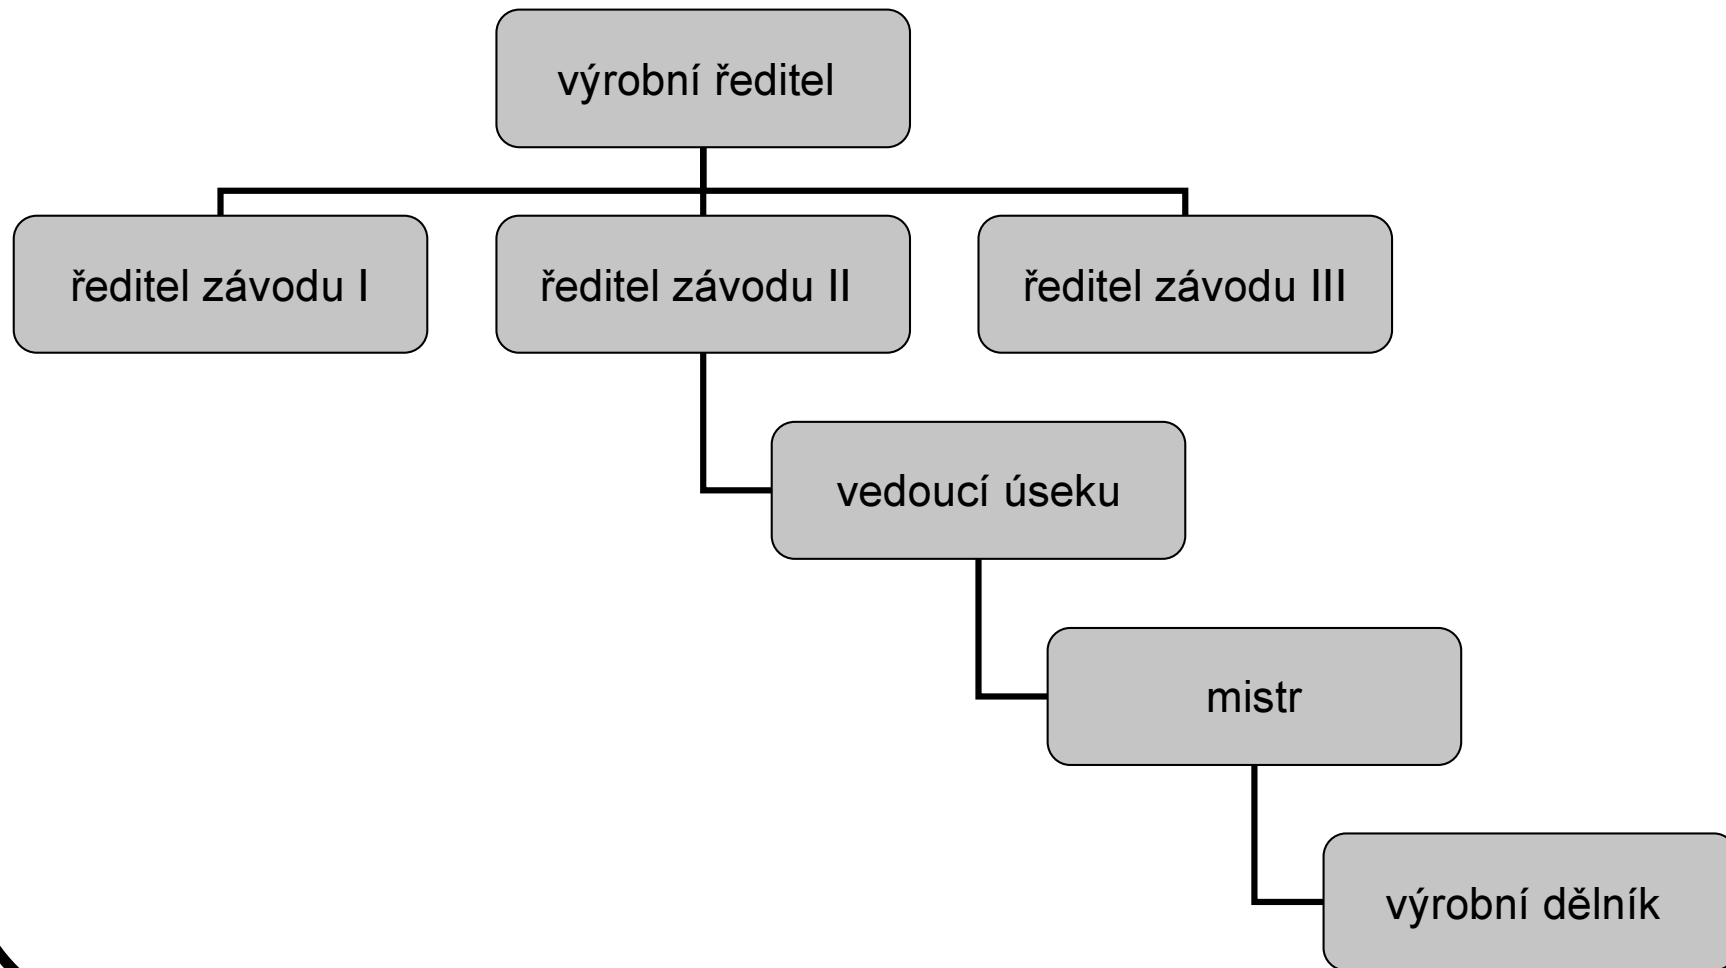 výrobní ředitel
ředitel závodu I
ředitel závodu II
ředitel závodu III
vedoucí úseku
mistr
výrobní dělník